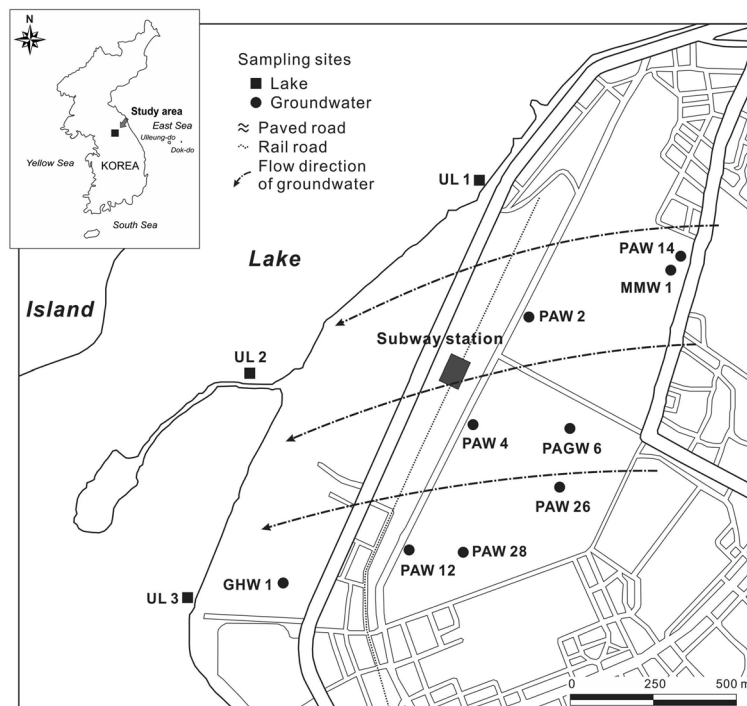 N
Study area
East Sea
Ulleung-do
Dok-do
Yellow Sea
KOREA
South Sea
Sampling sites
Lake
Groundwater
Paved road
Rail road
Flow direction
of groundwater
UL 1
Lake
PAW 14
MMW 1
Island
PAW 2
Subway station
UL 2
PAW 4
PAGW 6
PAW 26
PAW 28
PAW 12
GHW 1
UL 3
0 250 500 m